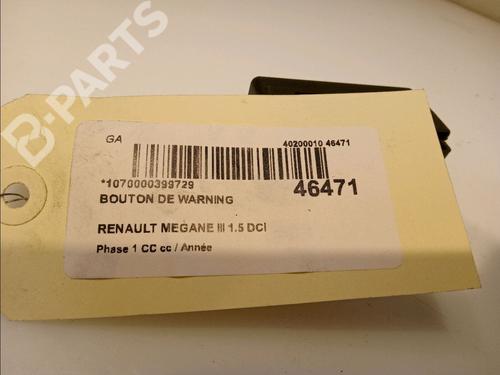 B-PARTS
GA
40200010 46471
*1070000399729
46471
BOUTON DE WARNING
RENAULT MEGANE III 1.5 DCI
Phase 1 CC cc / Année